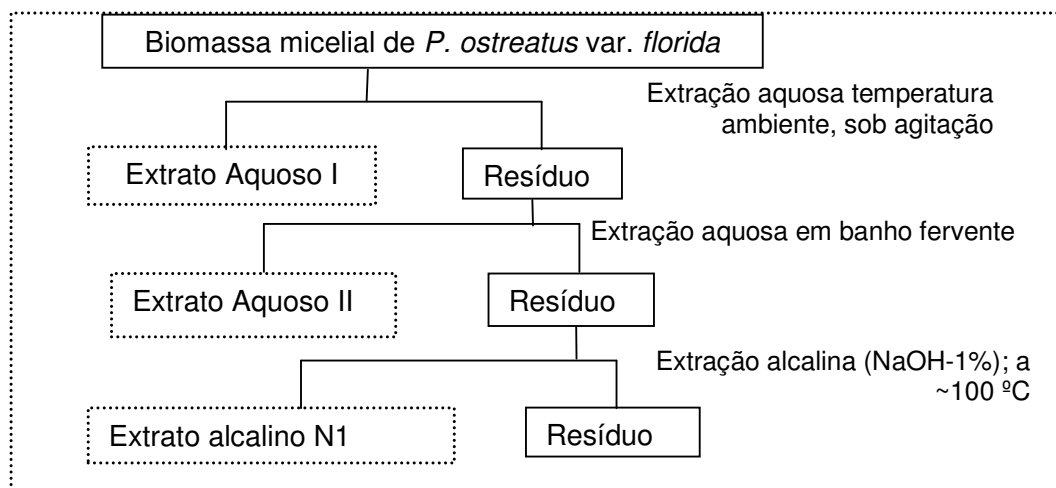 Biomassa micelial de P. ostreatus var. florida
Extração aquosa temperatura
ambiente, sob agitação
Extrato Aquoso I
Resíduo
Extração aquosa em banho fervente
Extrato Aquoso II
Resíduo
Extração alcalina (NaOH-1%); a
~100 ºC
Extrato alcalino N1
Resíduo